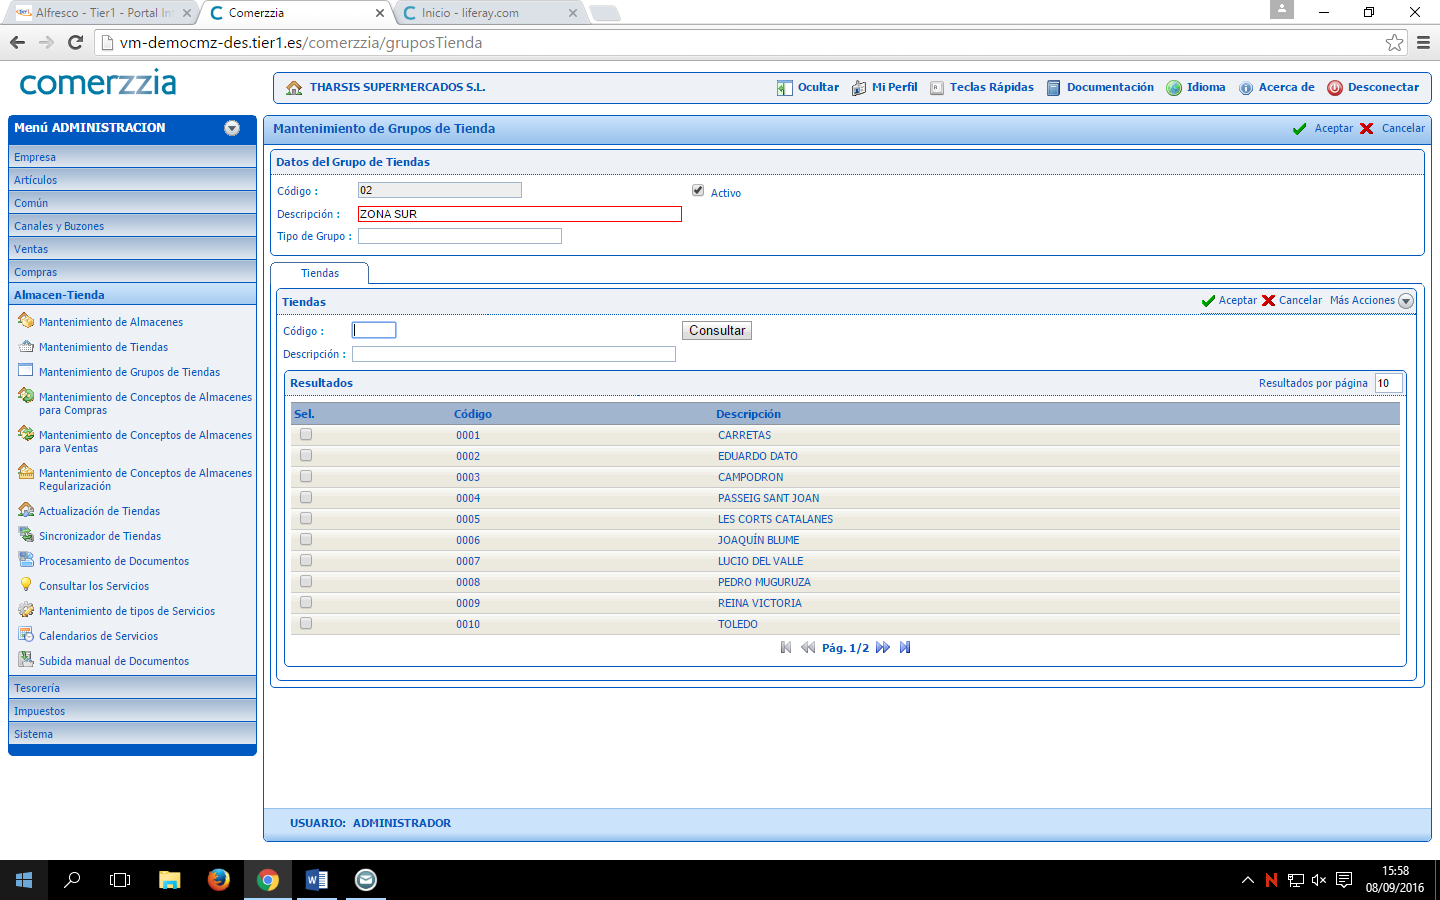 Alfresco - Tier1 - Portal Int
Comerzzia
Inicio - liferay.com
vm-democmz-des.tier1.es/comerzzia/gruposTienda
comerzzia
THARSIS SUPERMERCADOS S.L.
Ocultar
Mi Perfil
Teclas Rápidas
Documentación
Idioma
Acerca de
Desconectar
Menú ADMINISTRACION
Empresa
Artículos
Común
Canales y Buzones
Ventas
Compras
Almacen-Tienda
Mantenimiento de Almacenes
Mantenimiento de Tiendas
Mantenimiento de Grupos de Tiendas
Mantenimiento de Conceptos de Almacenes
para Compras
Mantenimiento de Conceptos de Almacenes
para Ventas
Mantenimiento de Conceptos de Almacenes
Regularización
Actualización de Tiendas
Sincronizador de Tiendas
Procesamiento de Documentos
Consultar los Servicios
Mantenimiento de tipos de Servicios
Calendarios de Servicios
Subida manual de Documentos
Tesorería
Impuestos
Sistema
Mantenimiento de Grupos de Tienda
Aceptar
Cancelar
Datos del Grupo de Tiendas
Código : 02
Activo
Descripción : ZONA SUR
Tipo de Grupo :
Tiendas
Tiendas
Aceptar Cancelar Más Acciones
Código :
Consultar
Descripción :
Resultados
Resultados por página 10
Sel. Código Descripción
0001 CARRETAS
0002 EDUARDO DATO
0003 CAMPODRON
0004 PASSEIG SANT JOAN
0005 LES CORTS CATALANES
0006 JOAQUÍN BLUME
0007 LUCIO DEL VALLE
0008 PEDRO MUGURUZA
0009 REINA VICTORIA
0010 TOLEDO
Pág. 1/2
USUARIO: ADMINISTRADOR
15:58
08/09/2016